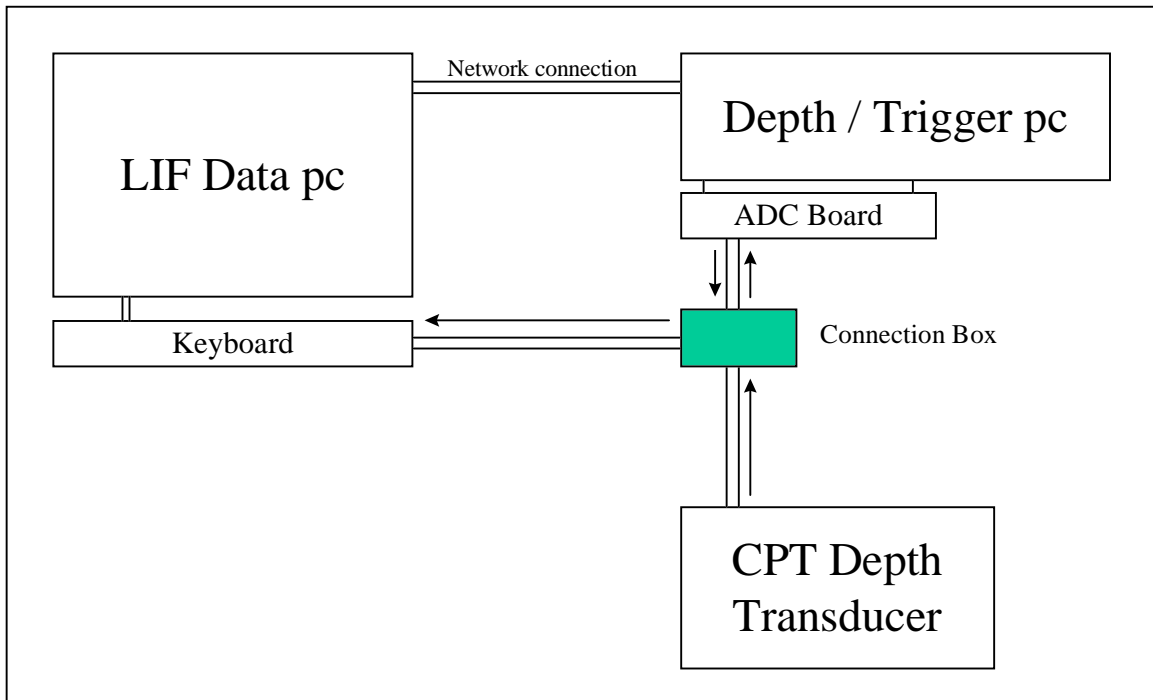 Network connection
LIF Data pc
Depth / Trigger pc
ADC Board
Keyboard
Connection Box
CPT Depth
Transducer